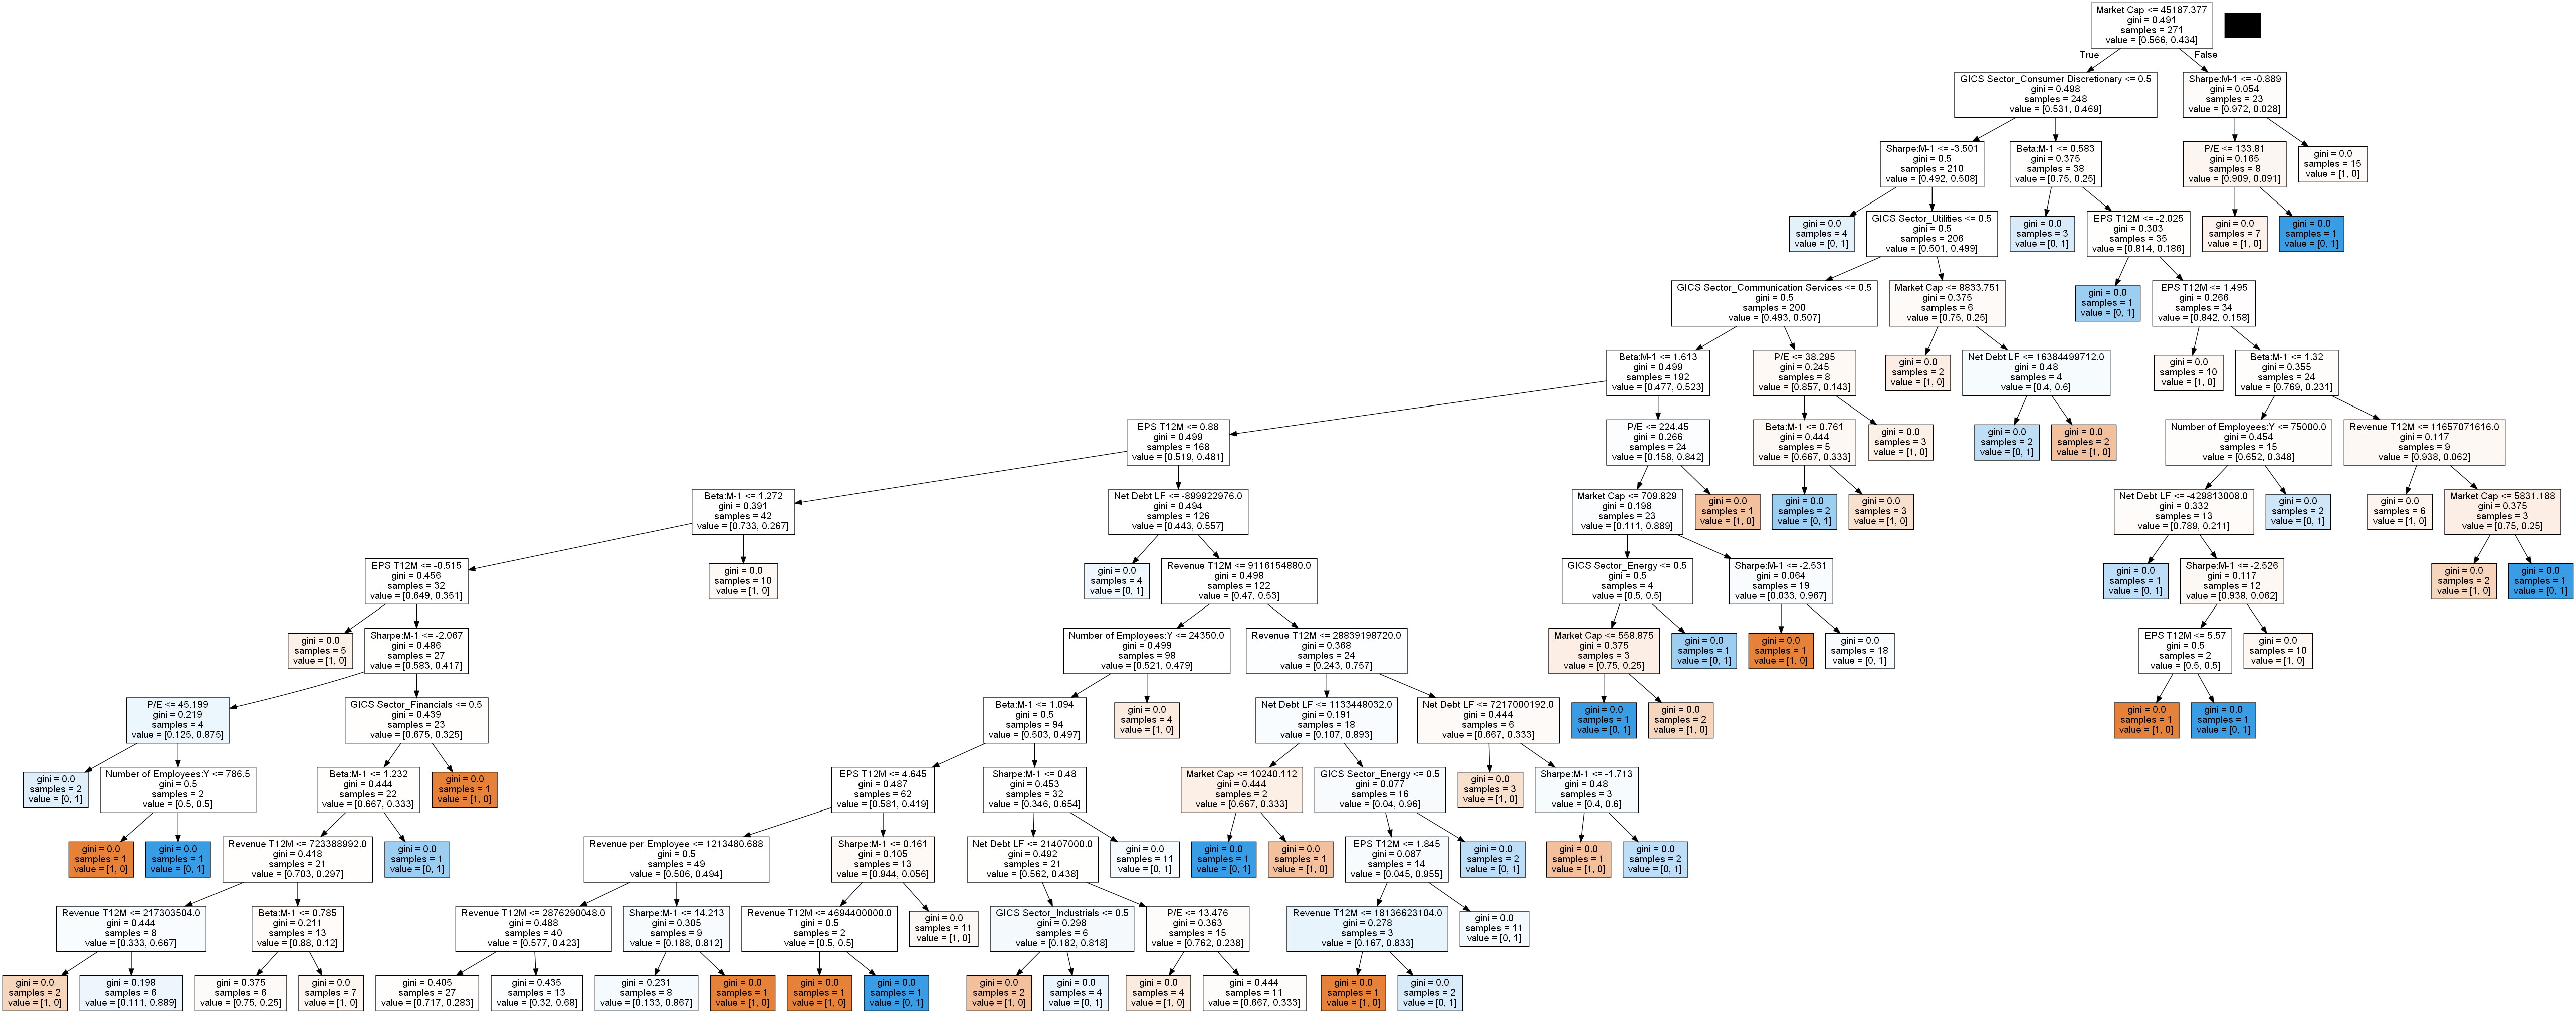 Market Cap <= 45187.377
gini = 0.491
samples = 271
value = [0.566, 0.434]
True
False
GICS Sector_Consumer Discretionary <= 0.5
gini = 0.498
samples = 248
value = [0.531, 0.469]
Sharpe:M-1 <= -0.889
gini = 0.054
samples = 23
value = [0.972, 0.028]
Sharpe:M-1 <= -3.501
gini = 0.5
samples = 210
value = [0.492, 0.508]
Beta:M-1 <= 0.583
gini = 0.375
samples = 38
value = [0.75, 0.25]
P/E <= 133.81
gini = 0.165
samples = 8
value = [0.909, 0.091]
gini = 0.0
samples = 15
value = [1, 0]
gini = 0.0
samples = 4
value = [0, 1]
GICS Sector_Utilities <= 0.5
gini = 0.5
samples = 206
value = [0.501, 0.499]
gini = 0.0
samples = 3
value = [0, 1]
EPS T12M <= -2.025
gini = 0.303
samples = 35
value = [0.814, 0.186]
gini = 0.0
samples = 7
value = [1, 0]
gini = 0.0
samples = 1
value = [0, 1]
GICS Sector_Communication Services <= 0.5
gini = 0.5
samples = 200
value = [0.493, 0.507]
Market Cap <= 8833.751
gini = 0.375
samples = 6
value = [0.75, 0.25]
gini = 0.0
samples = 1
value = [0, 1]
EPS T12M <= 1.495
gini = 0.266
samples = 34
value = [0.842, 0.158]
Beta:M-1 <= 1.613
gini = 0.499
samples = 192
value = [0.477, 0.523]
P/E <= 38.295
gini = 0.245
samples = 8
value = [0.857, 0.143]
gini = 0.0
samples = 2
value = [1, 0]
Net Debt LF <= 16384499712.0
gini = 0.48
samples = 4
value = [0.4, 0.6]
gini = 0.0
samples = 10
value = [1, 0]
Beta:M-1 <= 1.32
gini = 0.355
samples = 24
value = [0.769, 0.231]
EPS T12M <= 0.88
gini = 0.499
samples = 168
value = [0.519, 0.481]
P/E <= 224.45
gini = 0.266
samples = 24
value = [0.158, 0.842]
Beta:M-1 <= 0.761
gini = 0.444
samples = 5
value = [0.667, 0.333]
gini = 0.0
samples = 3
value = [1, 0]
gini = 0.0
samples = 2
value = [0, 1]
gini = 0.0
samples = 2
value = [1, 0]
Number of Employees:Y <= 75000.0
gini = 0.454
samples = 15
value = [0.652, 0.348]
Revenue T12M <= 11657071616.0
gini = 0.117
samples = 9
value = [0.938, 0.062]
Beta:M-1 <= 1.272
gini = 0.391
samples = 42
value = [0.733, 0.267]
Net Debt LF <= -899922976.0
gini = 0.494
samples = 126
value = [0.443, 0.557]
Market Cap <= 709.829
gini = 0.198
samples = 23
value = [0.111, 0.889]
gini = 0.0
samples = 1
value = [1, 0]
gini = 0.0
samples = 2
value = [0, 1]
gini = 0.0
samples = 3
value = [1, 0]
Net Debt LF <= -429813008.0
gini = 0.332
samples = 13
value = [0.789, 0.211]
gini = 0.0
samples = 2
value = [0, 1]
gini = 0.0
samples = 6
value = [1, 0]
Market Cap <= 5831.188
gini = 0.375
samples = 3
value = [0.75, 0.25]
EPS T12M <= -0.515
gini = 0.456
samples = 32
value = [0.649, 0.351]
gini = 0.0
samples = 10
value = [1, 0]
gini = 0.0
samples = 4
value = [0, 1]
Revenue T12M <= 9116154880.0
gini = 0.498
samples = 122
value = [0.47, 0.53]
GICS Sector_Energy <= 0.5
gini = 0.5
samples = 4
value = [0.5, 0.5]
Sharpe:M-1 <= -2.531
gini = 0.064
samples = 19
value = [0.033, 0.967]
gini = 0.0
samples = 1
value = [0, 1]
Sharpe:M-1 <= -2.526
gini = 0.117
samples = 12
value = [0.938, 0.062]
gini = 0.0
samples = 2
value = [1, 0]
gini = 0.0
samples = 1
value = [0, 1]
gini = 0.0
samples = 5
value = [1, 0]
Sharpe:M-1 <= -2.067
gini = 0.486
samples = 27
value = [0.583, 0.417]
Number of Employees:Y <= 24350.0
gini = 0.499
samples = 98
value = [0.521, 0.479]
Revenue T12M <= 28839198720.0
gini = 0.368
samples = 24
value = [0.243, 0.757]
Market Cap <= 558.875
gini = 0.375
samples = 3
value = [0.75, 0.25]
gini = 0.0
samples = 1
value = [0, 1]
gini = 0.0
samples = 1
value = [1, 0]
gini = 0.0
samples = 18
value = [0, 1]
EPS T12M <= 5.57
gini = 0.5
samples = 2
value = [0.5, 0.5]
gini = 0.0
samples = 10
value = [1, 0]
P/E <= 45.199
gini = 0.219
samples = 4
value = [0.125, 0.875]
GICS Sector_Financials <= 0.5
gini = 0.439
samples = 23
value = [0.675, 0.325]
Beta:M-1 <= 1.094
gini = 0.5
samples = 94
value = [0.503, 0.497]
gini = 0.0
samples = 4
value = [1, 0]
Net Debt LF <= 1133448032.0
gini = 0.191
samples = 18
value = [0.107, 0.893]
Net Debt LF <= 7217000192.0
gini = 0.444
samples = 6
value = [0.667, 0.333]
gini = 0.0
samples = 1
value = [0, 1]
gini = 0.0
samples = 2
value = [1, 0]
gini = 0.0
samples = 1
value = [1, 0]
gini = 0.0
samples = 1
value = [0, 1]
gini = 0.0
samples = 2
value = [0, 1]
Number of Employees:Y <= 786.5
gini = 0.5
samples = 2
value = [0.5, 0.5]
Beta:M-1 <= 1.232
gini = 0.444
samples = 22
value = [0.667, 0.333]
gini = 0.0
samples = 1
value = [1, 0]
EPS T12M <= 4.645
gini = 0.487
samples = 62
value = [0.581, 0.419]
Sharpe:M-1 <= 0.48
gini = 0.453
samples = 32
value = [0.346, 0.654]
Market Cap <= 10240.112
gini = 0.444
samples = 2
value = [0.667, 0.333]
GICS Sector_Energy <= 0.5
gini = 0.077
samples = 16
value = [0.04, 0.96]
gini = 0.0
samples = 3
value = [1, 0]
Sharpe:M-1 <= -1.713
gini = 0.48
samples = 3
value = [0.4, 0.6]
gini = 0.0
samples = 1
value = [1, 0]
gini = 0.0
samples = 1
value = [0, 1]
Revenue T12M <= 723388992.0
gini = 0.418
samples = 21
value = [0.703, 0.297]
gini = 0.0
samples = 1
value = [0, 1]
Revenue per Employee <= 1213480.688
gini = 0.5
samples = 49
value = [0.506, 0.494]
Sharpe:M-1 <= 0.161
gini = 0.105
samples = 13
value = [0.944, 0.056]
Net Debt LF <= 21407000.0
gini = 0.492
samples = 21
value = [0.562, 0.438]
gini = 0.0
samples = 11
value = [0, 1]
gini = 0.0
samples = 1
value = [0, 1]
gini = 0.0
samples = 1
value = [1, 0]
EPS T12M <= 1.845
gini = 0.087
samples = 14
value = [0.045, 0.955]
gini = 0.0
samples = 2
value = [0, 1]
gini = 0.0
samples = 1
value = [1, 0]
gini = 0.0
samples = 2
value = [0, 1]
Revenue T12M <= 217303504.0
gini = 0.444
samples = 8
value = [0.333, 0.667]
Beta:M-1 <= 0.785
gini = 0.211
samples = 13
value = [0.88, 0.12]
Revenue T12M <= 2876290048.0
gini = 0.488
samples = 40
value = [0.577, 0.423]
Sharpe:M-1 <= 14.213
gini = 0.305
samples = 9
value = [0.188, 0.812]
Revenue T12M <= 4694400000.0
gini = 0.5
samples = 2
value = [0.5, 0.5]
gini = 0.0
samples = 11
value = [1, 0]
GICS Sector_Industrials <= 0.5
gini = 0.298
samples = 6
value = [0.182, 0.818]
P/E <= 13.476
gini = 0.363
samples = 15
value = [0.762, 0.238]
Revenue T12M <= 18136623104.0
gini = 0.278
samples = 3
value = [0.167, 0.833]
gini = 0.0
samples = 11
value = [0, 1]
gini = 0.0
samples = 2
value = [1, 0]
gini = 0.198
samples = 6
value = [0.111, 0.889]
gini = 0.375
samples = 6
value = [0.75, 0.25]
gini = 0.0
samples = 7
value = [1, 0]
gini = 0.405
samples = 27
value = [0.717, 0.283]
gini = 0.435
samples = 13
value = [0.32, 0.68]
gini = 0.231
samples = 8
value = [0.133, 0.867]
gini = 0.0
samples = 1
value = [1, 0]
gini = 0.0
samples = 1
value = [1, 0]
gini = 0.0
samples = 1
value = [0, 1]
gini = 0.0
samples = 2
value = [1, 0]
gini = 0.0
samples = 4
value = [0, 1]
gini = 0.0
samples = 4
value = [1, 0]
gini = 0.444
samples = 11
value = [0.667, 0.333]
gini = 0.0
samples = 1
value = [1, 0]
gini = 0.0
samples = 2
value = [0, 1]